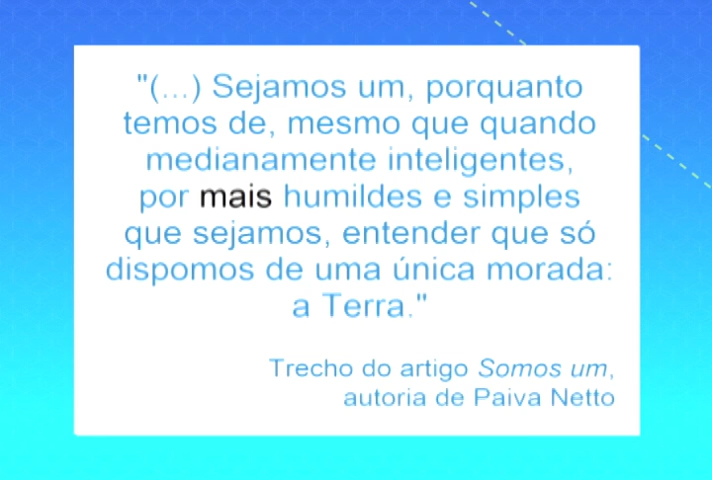 "(...) Sejamos um, porquanto
temos de, mesmo que quando
medianamente inteligentes,
por mais humildes e simples
que sejamos, entender que só
dispomos de uma única morada:
a Terra."
Trecho do artigo Somos um,
autoria de Paiva Netto